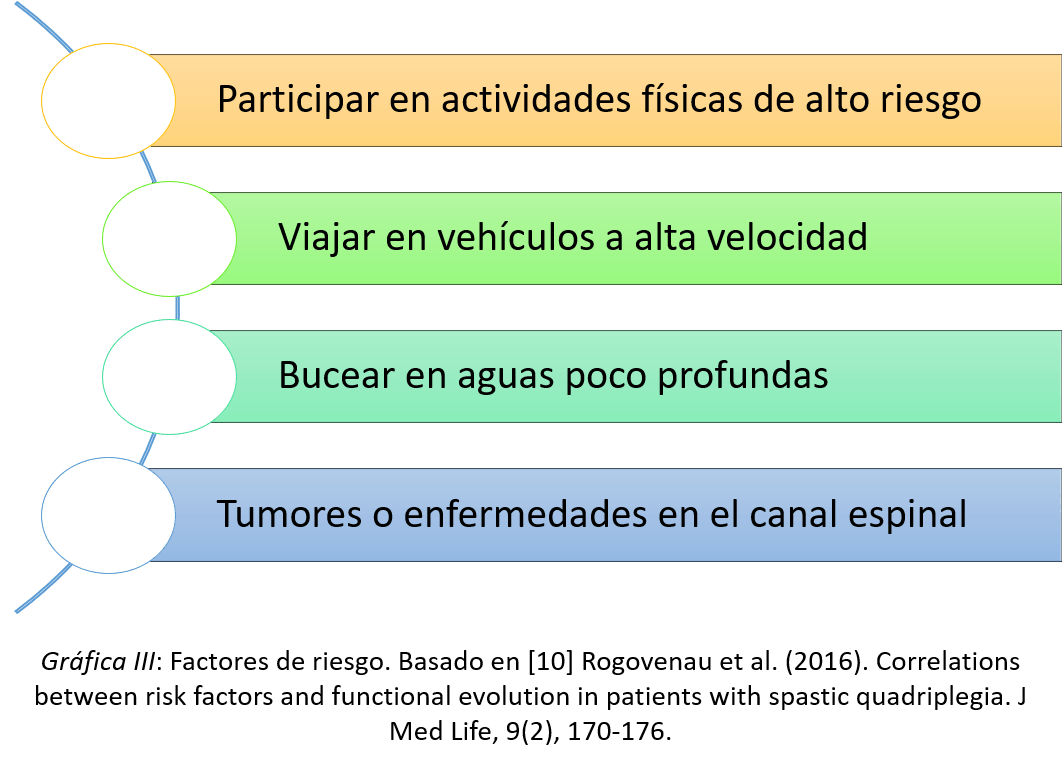 Participar en actividades físicas de alto riesgo
Viajar en vehículos a alta velocidad
Bucear en aguas poco profundas
Tumores o enfermedades en el canal espinal
Gráfica III: Factores de riesgo. Basado en [10] Rogovenau et al. (2016). Correlations
between risk factors and functional evolution in patients with spastic quadriplegia. J
Med Life, 9(2), 170-176.